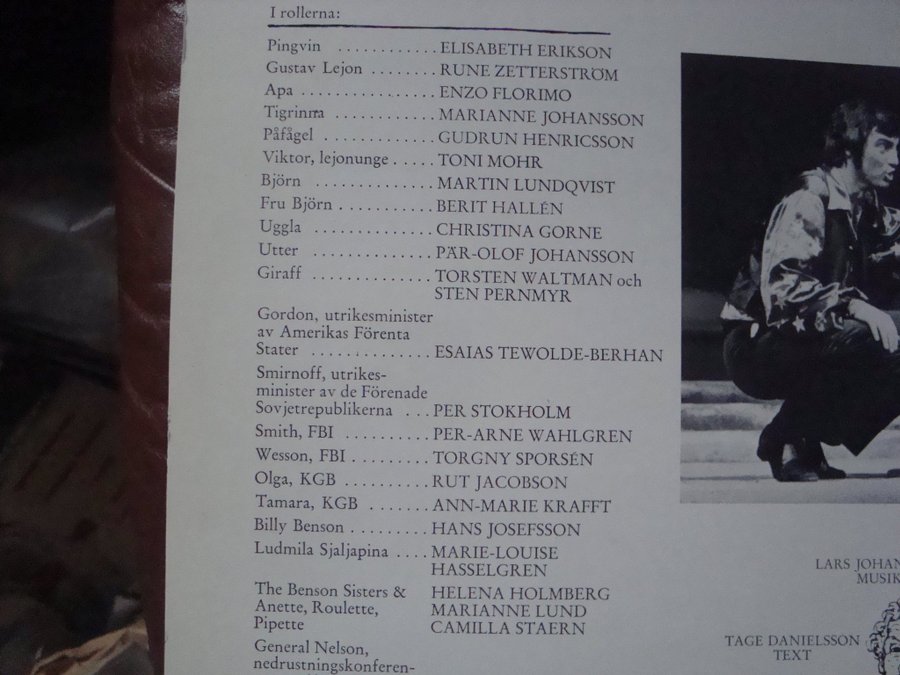 I rollerna:
Pingvin ............ ELISABETH ERIKSON
Gustav Lejon ........ RUNE ZETTERSTRÖM
Apa ................. ENZO FLORIMO
Tigrinna ............ MARIANNE JOHANSSON
Påfågel ............. GUDRUN HENRICSSON
Viktor, lejonunge ..... TONI MOHR
Björn .............. MARTIN LUNDQVIST
Fru Björn ........... BERIT HALLÉN
Uggla .............. CHRISTINA GORNE
Utter .............. PÄR-OLOF JOHANSSON
Giraff .............. TORSTEN WALTMAN och
STEN PERNMYR
Gordon, utrikesminister
av Amerikas Förenta
Stater ............. ESAIAS TEWOLDE-BERHAN
Smirnoff, utrikes-
minister av de Förenade
Sovjetrepublikerna ... PER STOKHOLM
Smith, FBI .......... PER-ARNE WAHLGREN
Wesson, FBI ......... TORGNY SPORSÉN
Olga, KGB .......... RUT JACOBSON
Tamara, KGB ....... ANN-MARIE KRAFFT
Billy Benson ......... HANS JOSEFSSON
Ludmila Sjaljapina .... MARIE-LOUISE
HASSELGREN
The Benson Sisters & HELENA HOLMBERG
Anette, Roulette, MARIANNE LUND
Pipette CAMILLA STAERN
General Nelson,
nedrustningskonferen-
LARS JOHAN
MUSIK
TAGE DANIELSSON
TEXT